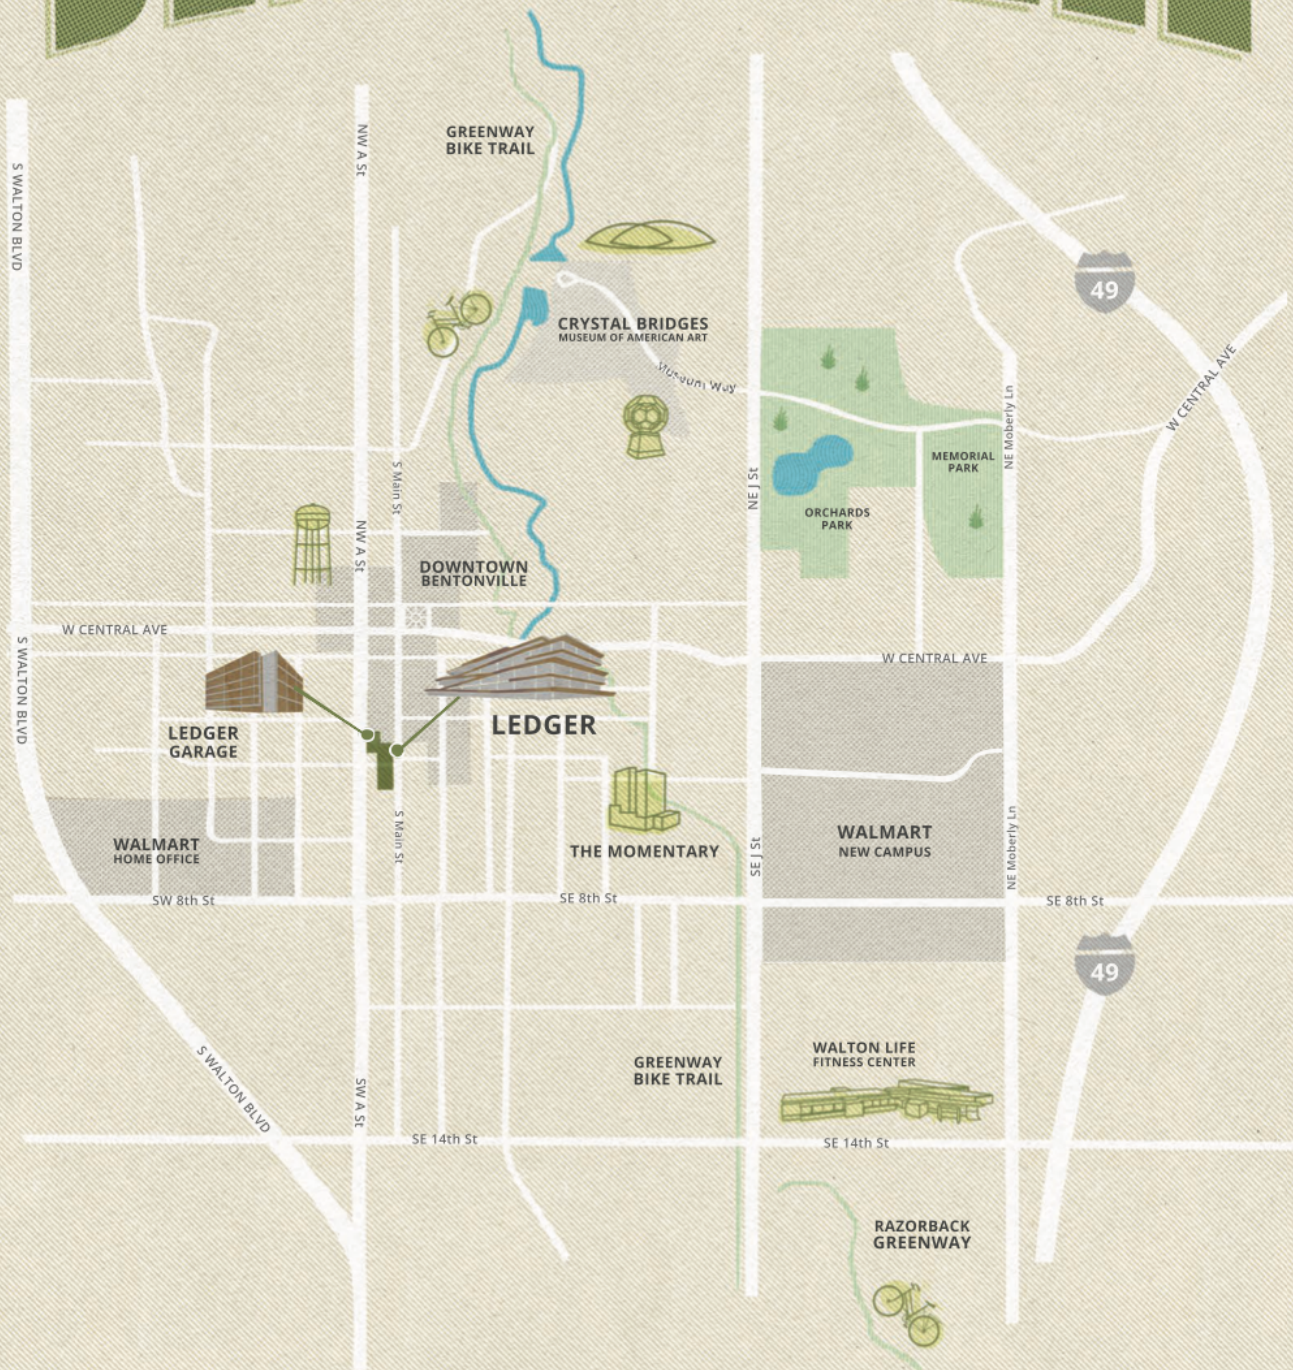 GREENWAY
BIKE TRAIL
NW A St
S WALTON BLVD
49
CRYSTAL BRIDGES
MUSEUM OF AMERICAN ART
Museum Way
W CENTRAL AVE
NE Moberly Ln
MEMORIAL
PARK
S Main St
NE J St
ORCHARDS
PARK
NW A St
DOWNTOWN
BENTONVILLE
W CENTRAL AVE
S WALTON BLVD
W CENTRAL AVE
LEDGER
LEDGER
GARAGE
WALMART
HOME OFFICE
S Main St
THE MOMENTARY
SE J St
WALMART
NEW CAMPUS
NE Moberly Ln
SW 8th St
SE 8th St
SE 8th St
49
S WALTON BLVD
SW A St
GREENWAY
BIKE TRAIL
WALTON LIFE
FITNESS CENTER
SE 14th St
SE 14th St
RAZORBACK
GREENWAY